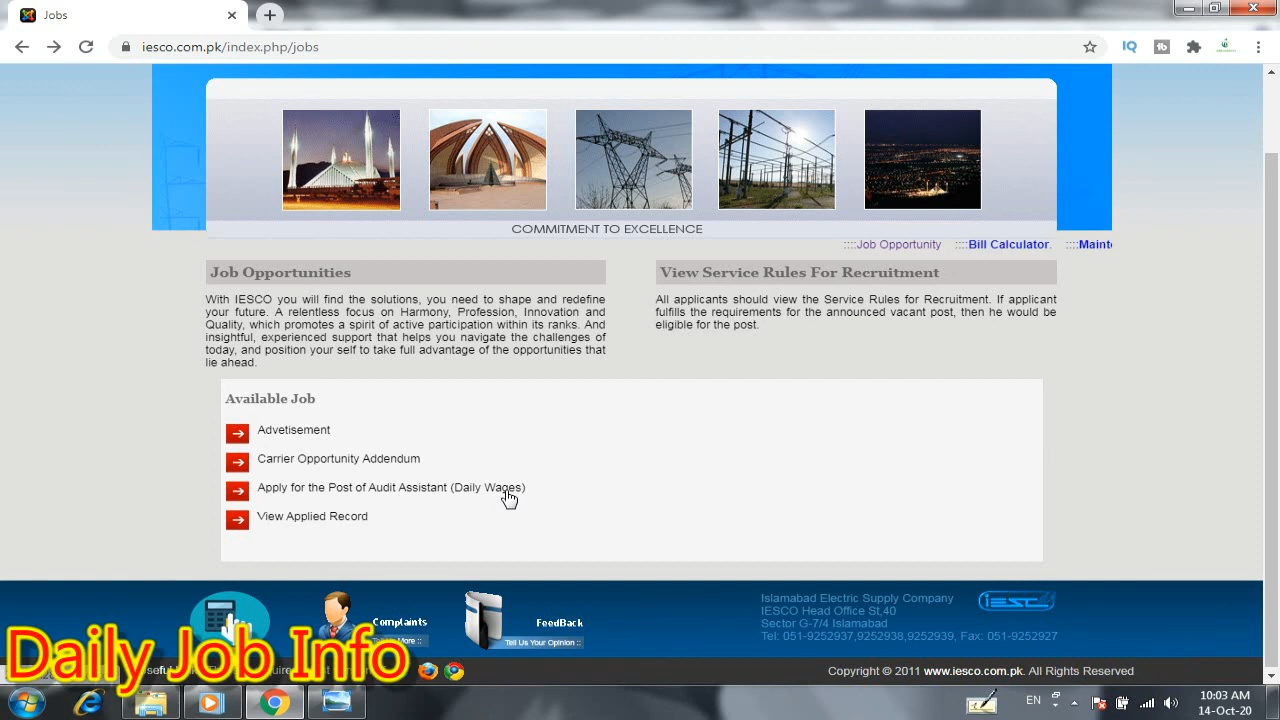 Jobs
iesco.com.pk/index.php/jobs
IQ
COMMITMENT TO EXCELLENCE
::::Job Opportunity ::::Bill Calculator. ::::Mainte
Job Opportunities
With IESCO you will find the solutions, you need to shape and redefine
your future. A relentless focus on Harmony, Profession, Innovation and
Quality, which promotes a spirit of active participation within its ranks. And
insightful, experienced support that helps you navigate the challenges of
today, and position your self to take full advantage of the opportunities that
lie ahead.
View Service Rules For Recruitment
All applicants should view the Service Rules for Recruitment. If applicant
fulfills the requirements for the announced vacant post, then he would be
eligible for the post.
Available Job
Advetisement
Carrier Opportunity Addendum
Apply for the Post of Audit Assistant (Daily Wages)
View Applied Record
Complaints
More ::
FeedBack
Tell Us Your Opinion ::
Islamabad Electric Supply Company
IESCO Head Office St,40
Sector G-7/4 Islamabad
Tel: 051-9252937,9252938,9252939, Fax: 051-9252927
iesco
Daily Job Info
Copyright © 2011 www.iesco.com.pk. All Rights Reserved
EN
10:03 AM
14-Oct-20